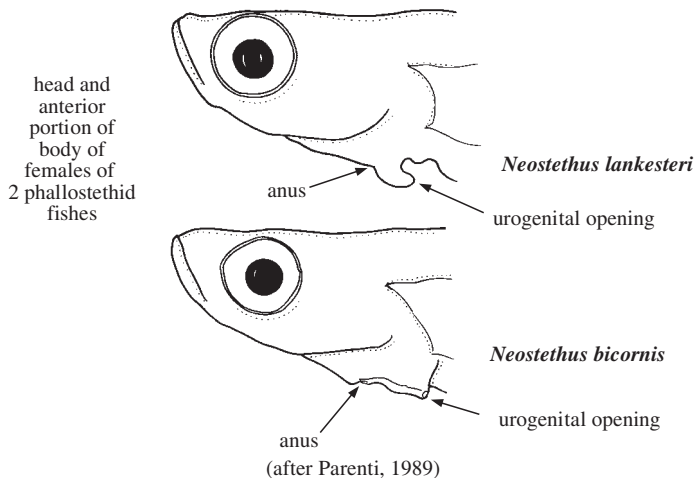 head and
anterior
portion of
body of
females of
2 phallostethid
fishes
Neostethus lankesteri
anus
urogenital opening
Neostethus bicornis
urogenital opening
anus
(after Parenti, 1989)